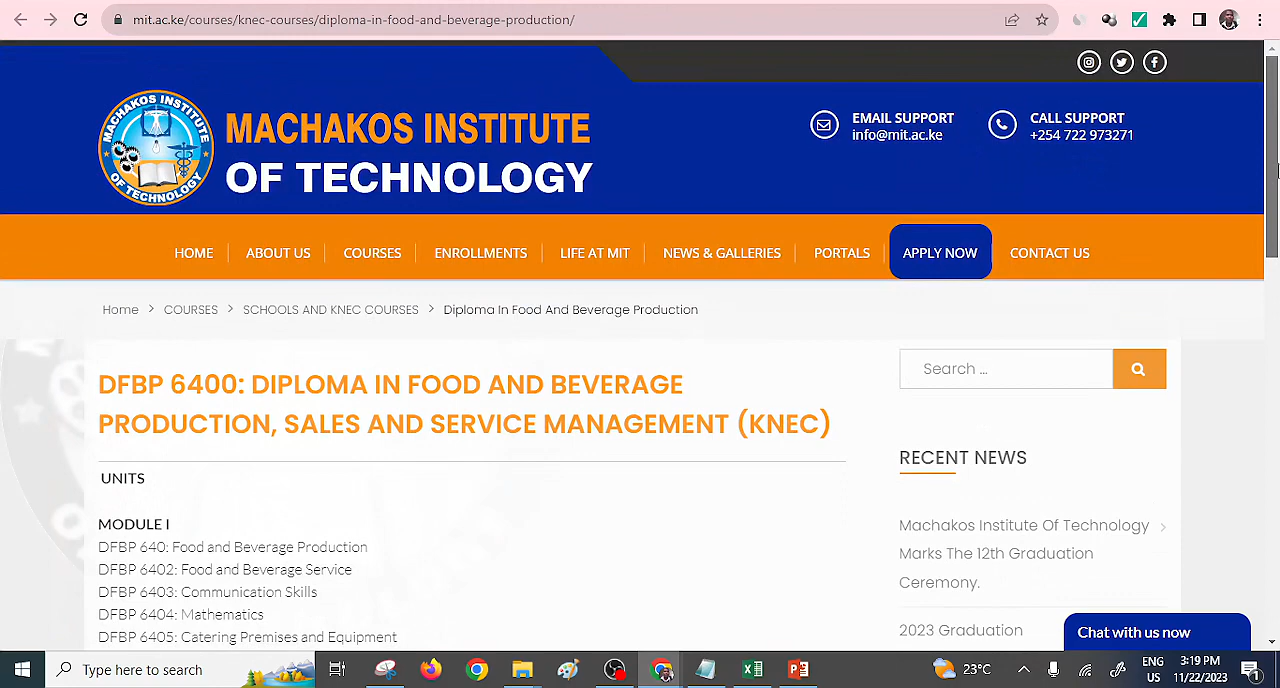 mit.ac.ke/courses/knec-courses/diploma-in-food-and-beverage-production/
MACHAKOS INSTITUTE
OF TECHNOLOGY
MACHAKOS INSTITUTE
OF TECHNOLOGY
EMAIL SUPPORT
info@mit.ac.ke
CALL SUPPORT
+254 722 973271
HOME
ABOUT US
COURSES
ENROLLMENTS
LIFE AT MIT
NEWS & GALLERIES
PORTALS
APPLY NOW
CONTACT US
Home > COURSES > SCHOOLS AND KNEC COURSES > Diploma In Food And Beverage Production
DFBP 6400: DIPLOMA IN FOOD AND BEVERAGE
PRODUCTION, SALES AND SERVICE MANAGEMENT (KNEC)
UNITS
MODULE I
DFBP 640: Food and Beverage Production
DFBP 6402: Food and Beverage Service
DFBP 6403: Communication Skills
DFBP 6404: Mathematics
DFBP 6405: Catering Premises and Equipment
Search ...
RECENT NEWS
Machakos Institute Of Technology
Marks The 12th Graduation
Ceremony.
2023 Graduation
Chat with us now
Type here to search
23°C
ENG
US
3:19 PM
11/22/2023
1